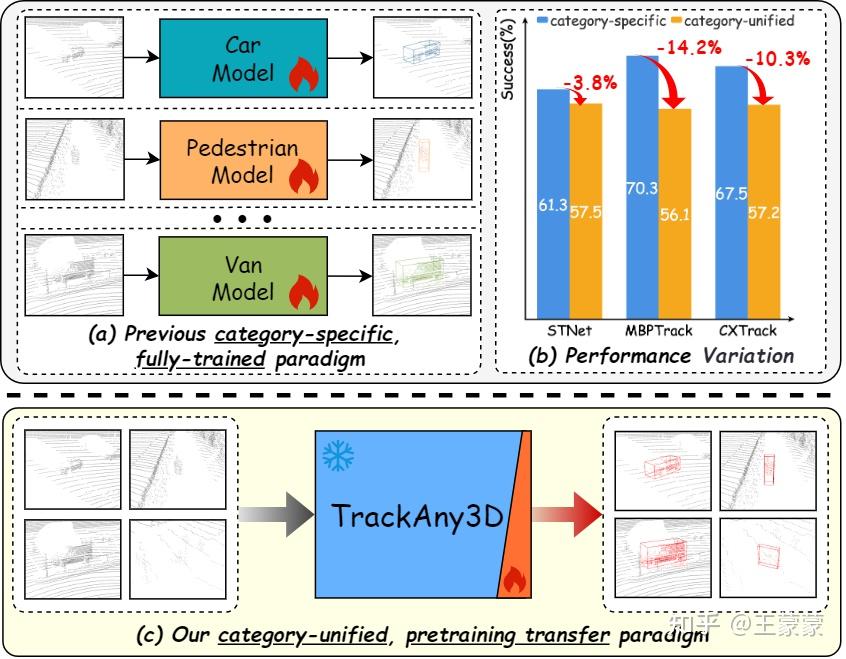 Car
Model
Pedestrian
Model
• • •
Van
Model
(a) Previous category-specific,
fully-trained paradigm
category-specific category-unified
Success(%)
-3.8%
-14.2%
-10.3%
61.3 57.5 70.3 56.1 67.5 57.2
STNet MBPTrack CXTrack
(b) Performance Variation
TrackAny3D
(c) Our category-unified, pretraining transfer paradigm
知乎 @王蒙蒙